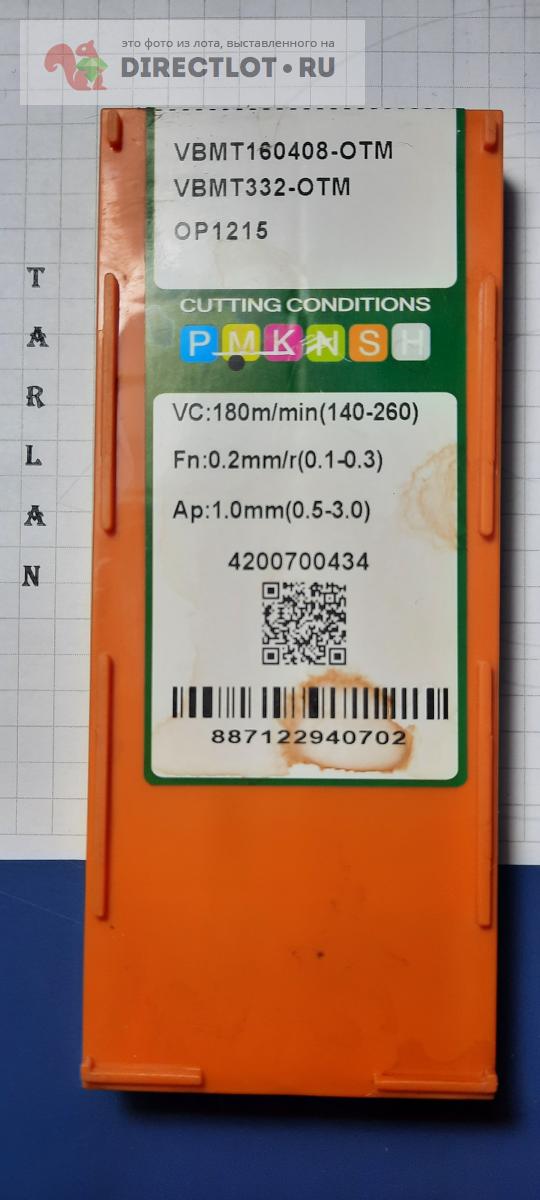 это фото из лота, выставленного на
DIRECTLOT.RU
VBMT160408-OTM
VBMT332-OTM
OP1215
CUTTING CONDITIONS
P M K N S H
VC:180m/min(140-260)
Fn:0.2mm/r(0.1-0.3)
Ap:1.0mm(0.5-3.0)
4200700434
887122940702
T
A
R
L
A
N